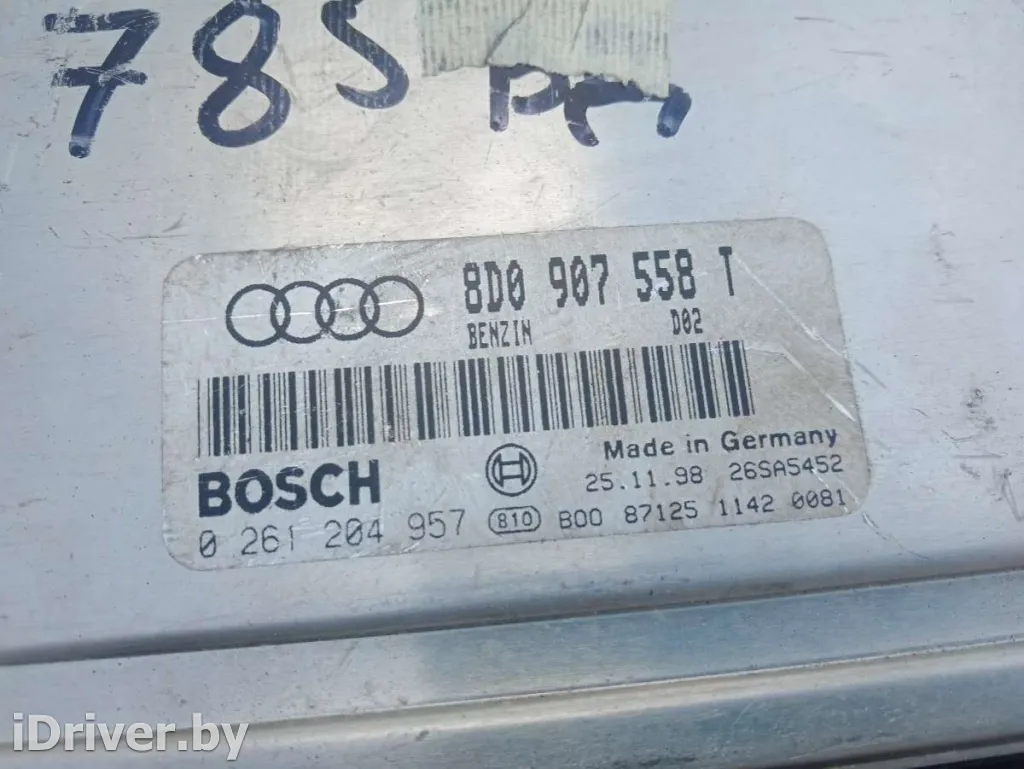 785
8D0 907 558 T
BENZIN D02
Made in Germany
BOSCH 25.11.98 26SA5452
0 261 204 957 810 B00 87125 1142 0081
iDriver.by